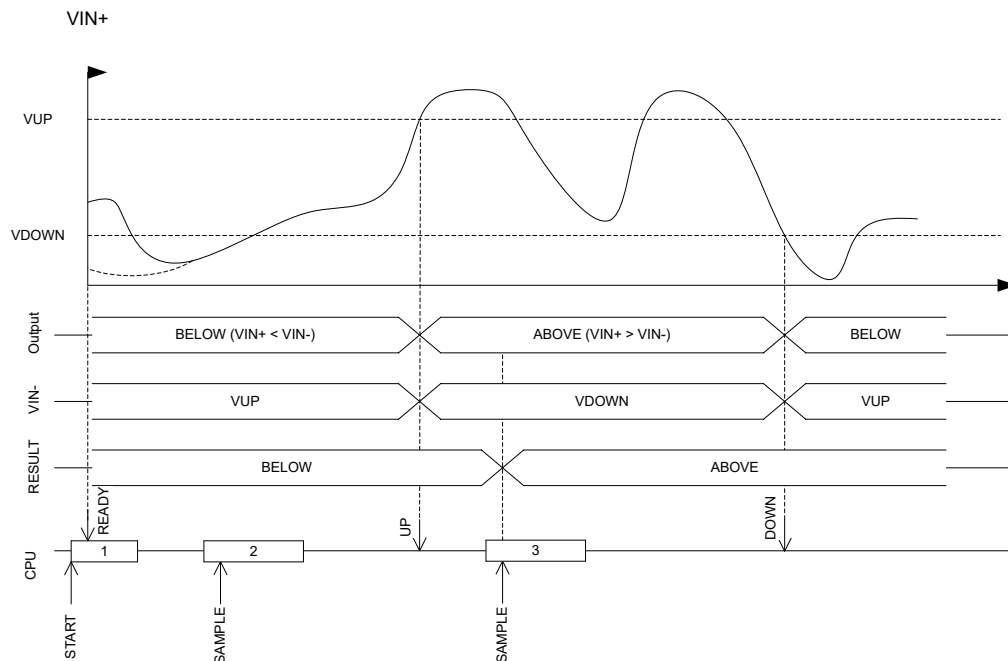 VIN+
VUP
VDOWN
Output
BELOW (VIN+ < VIN-)
ABOVE (VIN+ > VIN-)
BELOW
VIN-
VUP
VDOWN
VUP
RESULT
BELOW
ABOVE
READY
UP
DOWN
CPU
1
2
3
START
SAMPLE
SAMPLE